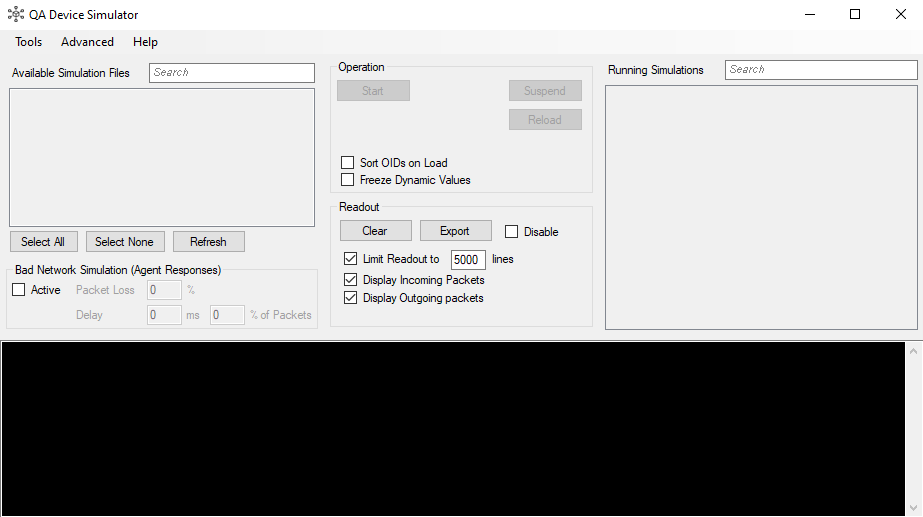 QA Device Simulator
Tools Advanced Help
Available Simulation Files
Search
Select All Select None Refresh
Bad Network Simulation (Agent Responses)
Active Packet Loss 0 %
Delay 0 ms 0 % of Packets
Operation
Start Suspend
Reload
Sort OIDs on Load
Freeze Dynamic Values
Readout
Clear Export Disable
Limit Readout to 5000 lines
Display Incoming Packets
Display Outgoing packets
Running Simulations
Search